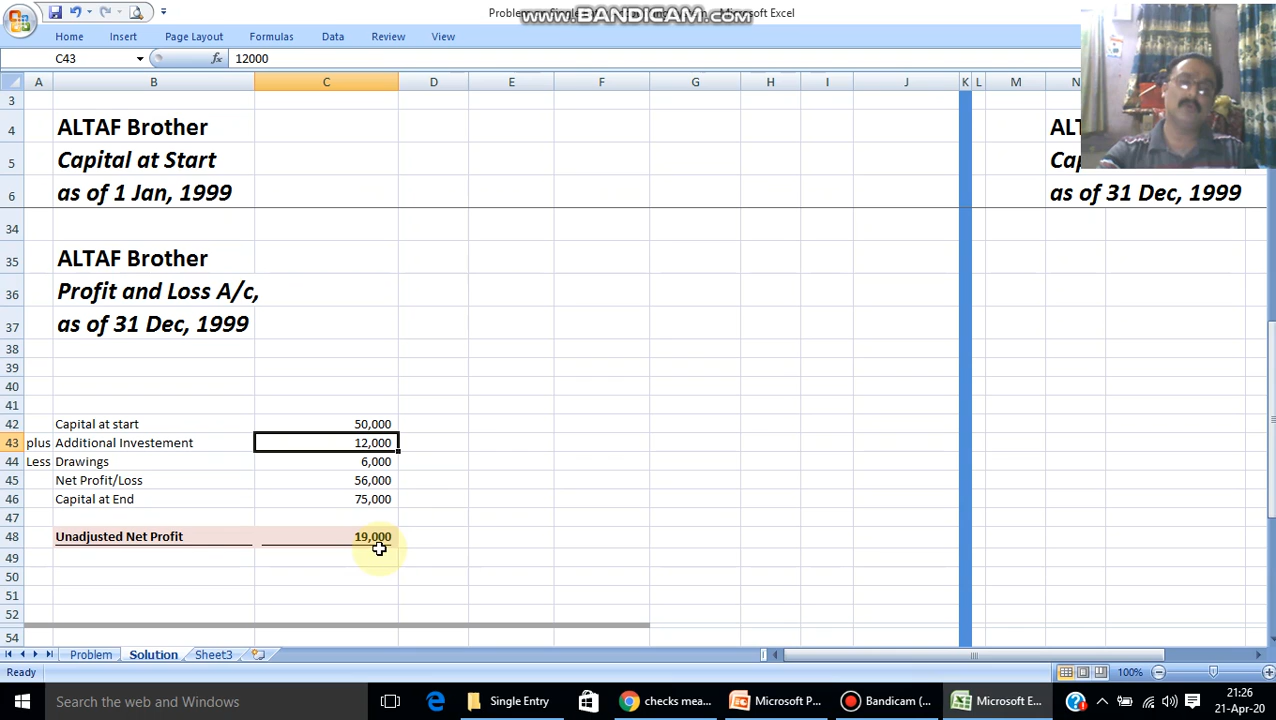 Problem
www.BANDICAM.com
Microsoft Excel
Home Insert Page Layout Formulas Data Review View
C43 fx 12000
A B C D E F G H I J K L M N
3
4 ALTAF Brother
5 Capital at Start
6 as of 1 Jan, 1999 as of 31 Dec, 1999
34
35 ALTAF Brother
36 Profit and Loss A/c,
37 as of 31 Dec, 1999
38
39
40
41
42 Capital at start 50,000
43 plus Additional Investement 12,000
44 Less Drawings 6,000
45 Net Profit/Loss 56,000
46 Capital at End 75,000
47
48 Unadjusted Net Profit 19,000
49
50
51
52
54
Problem Solution Sheet3
Ready 100%
Search the web and Windows Single Entry checks mea... Microsoft P... Bandicam (... Microsoft E... 21:26
21-Apr-20